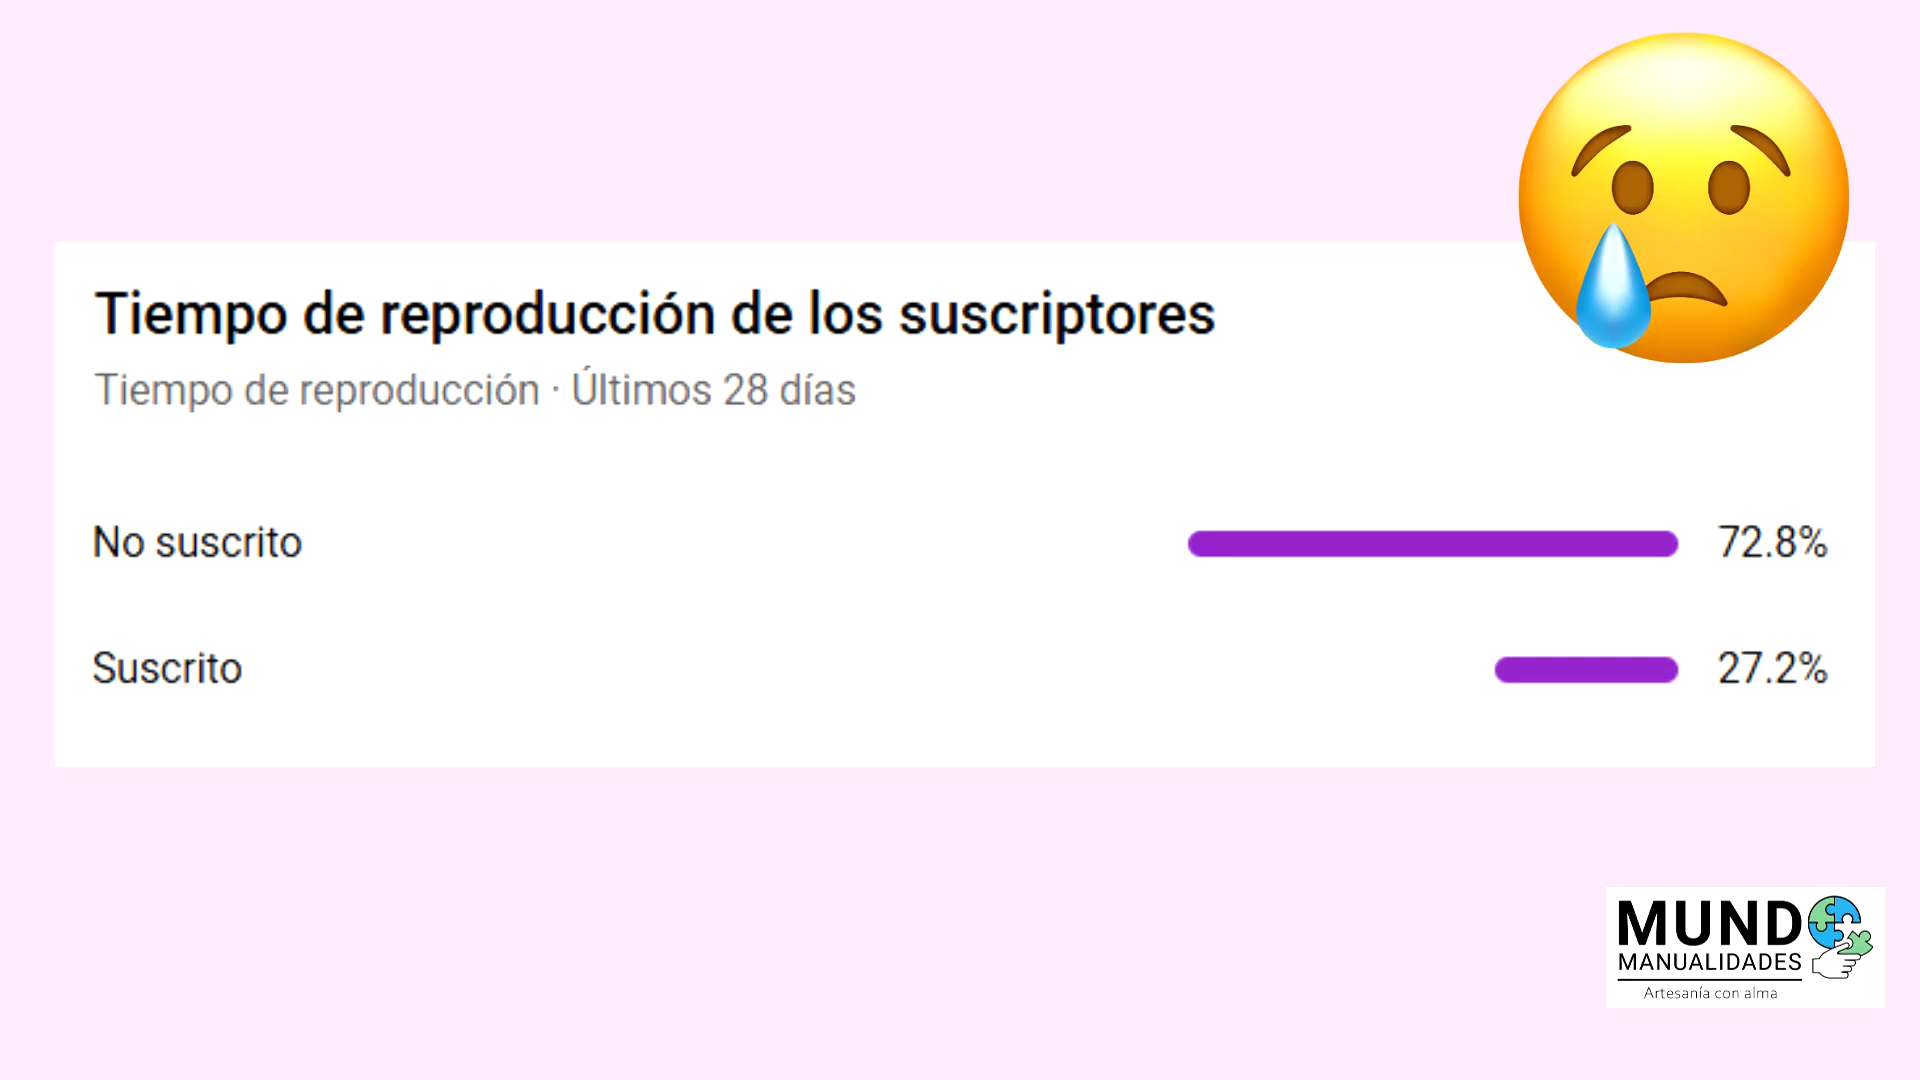 Tiempo de reproducción de los suscriptores
Tiempo de reproducción · Últimos 28 días
No suscrito 72.8%
Suscrito 27.2%
MUND
MANUALIDADES
Artesanía con alma